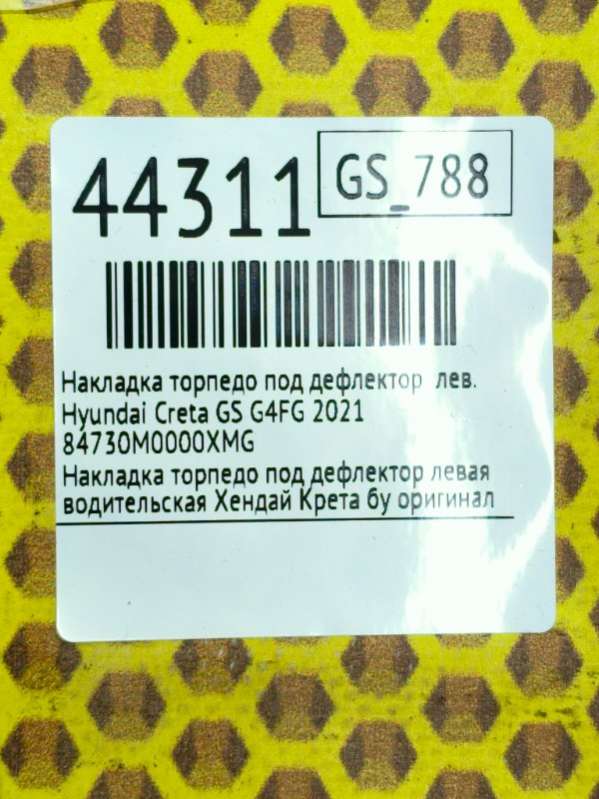 44311
GS_788
Накладка торпедо под дефлектор лев.
Hyundai Creta GS G4FG 2021
84730M0000XMG
Накладка торпедо под дефлектор левая
водительская Хендай Крета бу оригинал